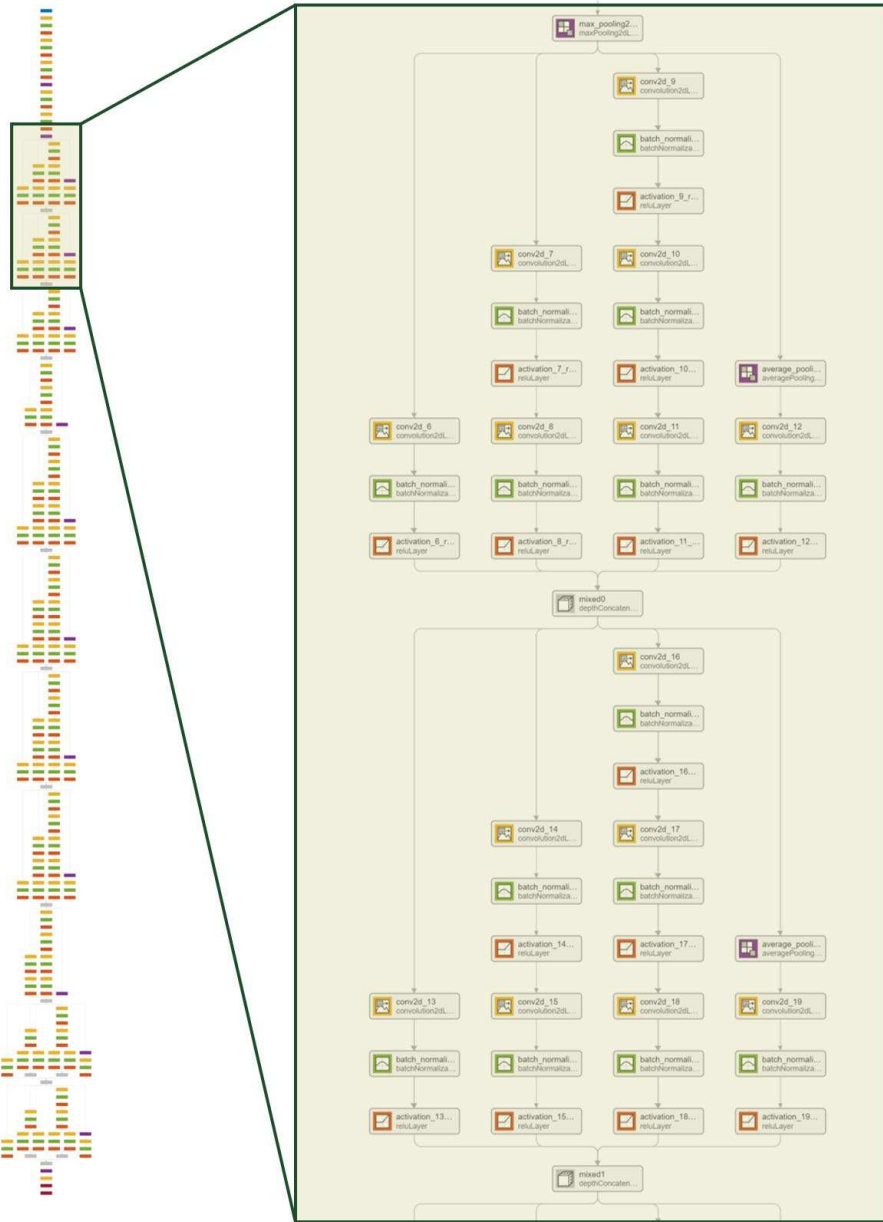 max_pooling2...
maxPooling2dL...
conv2d_9
convolution2dL...
batch_normali...
batchNormaliza...
activation_9_r...
reluLayer
conv2d_7
convolution2dL...
conv2d_10
convolution2dL...
batch_normali...
batchNormaliza...
batch_normali...
batchNormaliza...
activation_7_r...
reluLayer
activation_10...
reluLayer
average_pooli...
averagePooling...
conv2d_6
convolution2dL...
conv2d_8
convolution2dL...
conv2d_11
convolution2dL...
conv2d_12
convolution2dL...
batch_normali...
batchNormaliza...
batch_normali...
batchNormaliza...
batch_normali...
batchNormaliza...
batch_normali...
batchNormaliza...
activation_6_r...
reluLayer
activation_8_r...
reluLayer
activation_11_...
reluLayer
activation_12...
reluLayer
mixed0
depthConcaten...
conv2d_16
convolution2dL...
batch_normali...
batchNormaliza...
activation_16...
reluLayer
conv2d_14
convolution2dL...
conv2d_17
convolution2dL...
batch_normali...
batchNormaliza...
batch_normali...
batchNormaliza...
activation_14...
reluLayer
activation_17...
reluLayer
average_pooli...
averagePooling...
conv2d_13
convolution2dL...
conv2d_15
convolution2dL...
conv2d_18
convolution2dL...
conv2d_19
convolution2dL...
batch_normali...
batchNormaliza...
batch_normali...
batchNormaliza...
batch_normali...
batchNormaliza...
batch_normali...
batchNormaliza...
activation_13...
reluLayer
activation_15...
reluLayer
activation_18...
reluLayer
activation_19...
reluLayer
mixed1
depthConcaten...